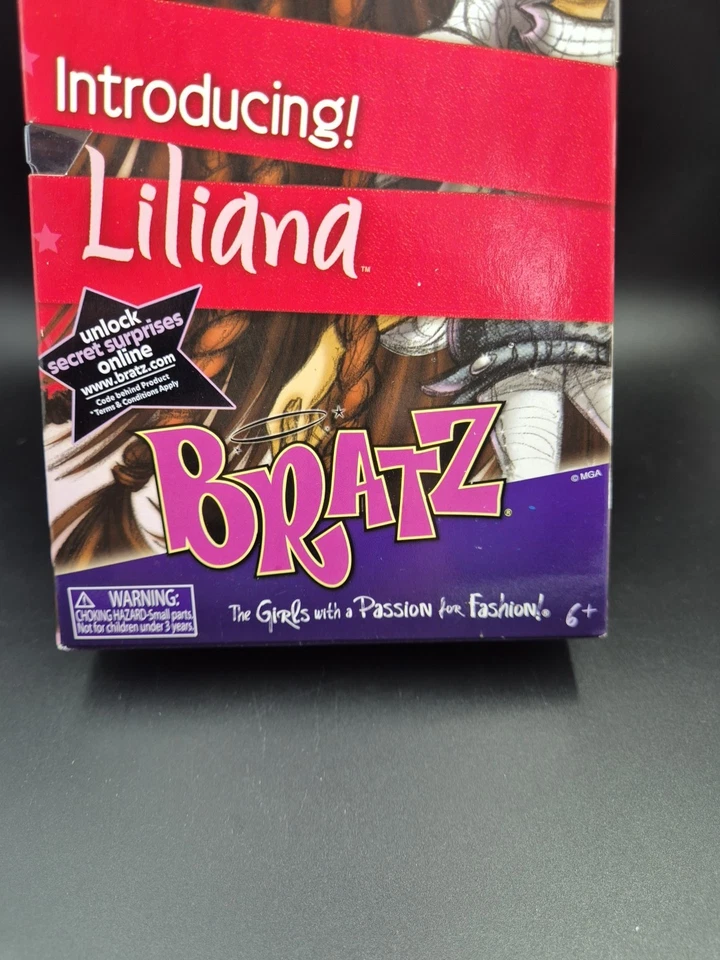 Introducing!
Liliana™
unlock
secret surprises
online
www.bratz.com
Code behind Product
*Terms & Conditions Apply
BRATZ®
© MGA
WARNING:
CHOKING HAZARD-Small parts.
Not for children under 3 years.
The Girls with a Passion for Fashion!®
6+